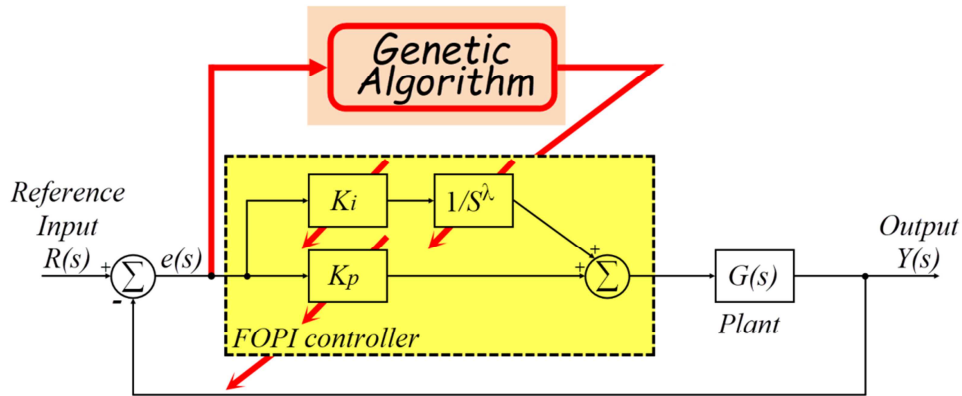 Genetic
Algorithm
Reference
Input
R(s)
+
-
Σ
e(s)
Ki
1/S^λ
Kp
+
+
Σ
FOPI controller
G(s)
Plant
Output
Y(s)